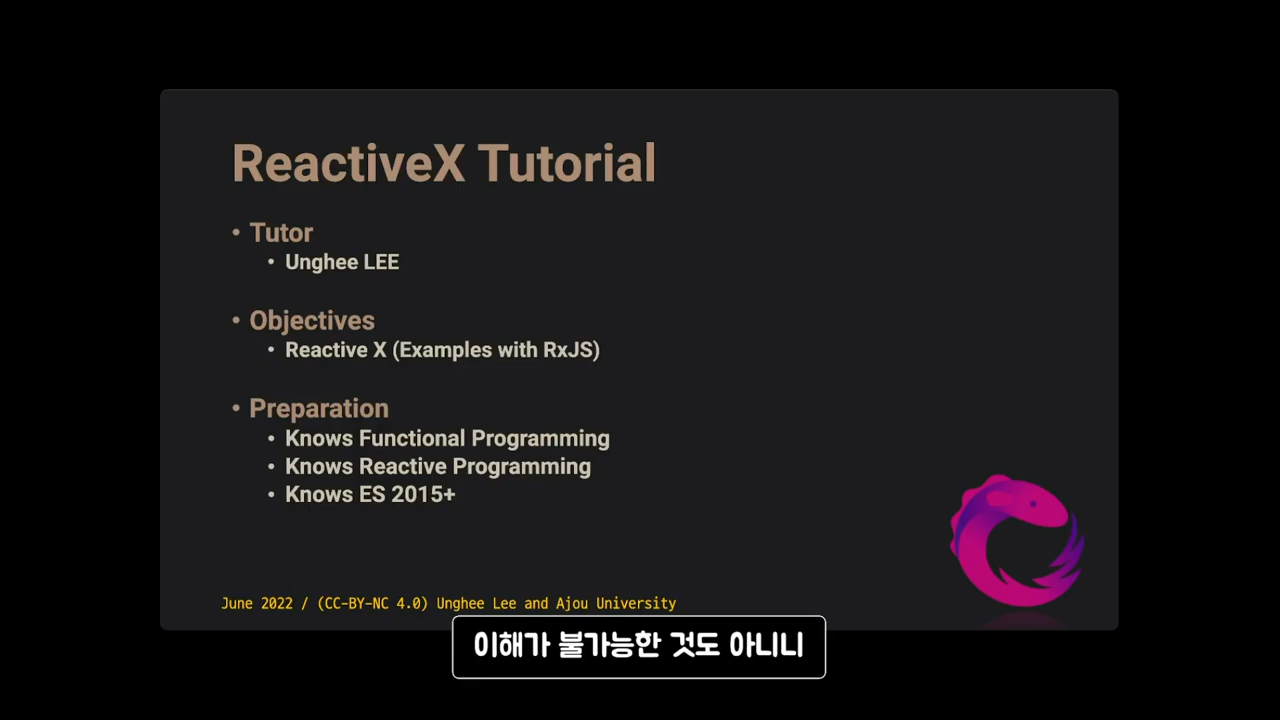 ReactiveX Tutorial
• Tutor
• Unghee LEE
• Objectives
• Reactive X (Examples with RxJS)
• Preparation
• Knows Functional Programming
• Knows Reactive Programming
• Knows ES 2015+
June 2022 / (CC-BY-NC 4.0) Unghee Lee and Ajou University
이해가 불가능한 것도 아니니